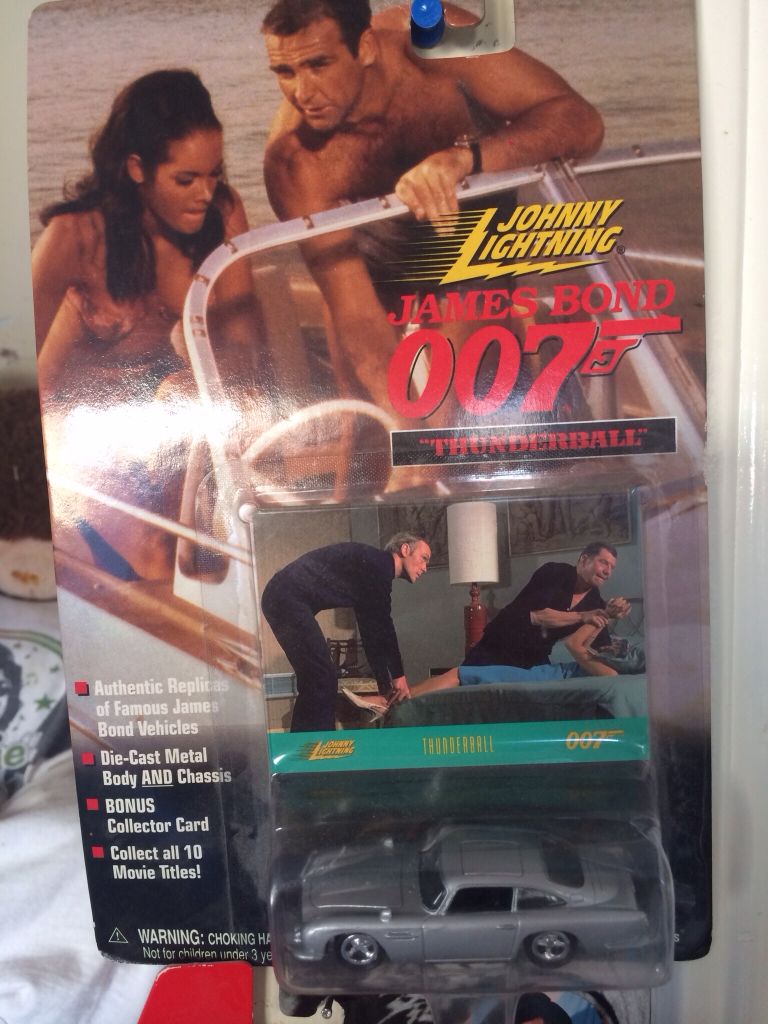 JOHNNY
LIGHTNING®
JAMES BOND
007
"THUNDERBALL"
JOHNNY
LIGHTNING
THUNDERBALL
007
Authentic Replicas
of Famous James
Bond Vehicles
Die-Cast Metal
Body AND Chassis
BONUS
Collector Card
Collect all 10
Movie Titles!
WARNING: CHOKING HA
Not for children under 3 ye